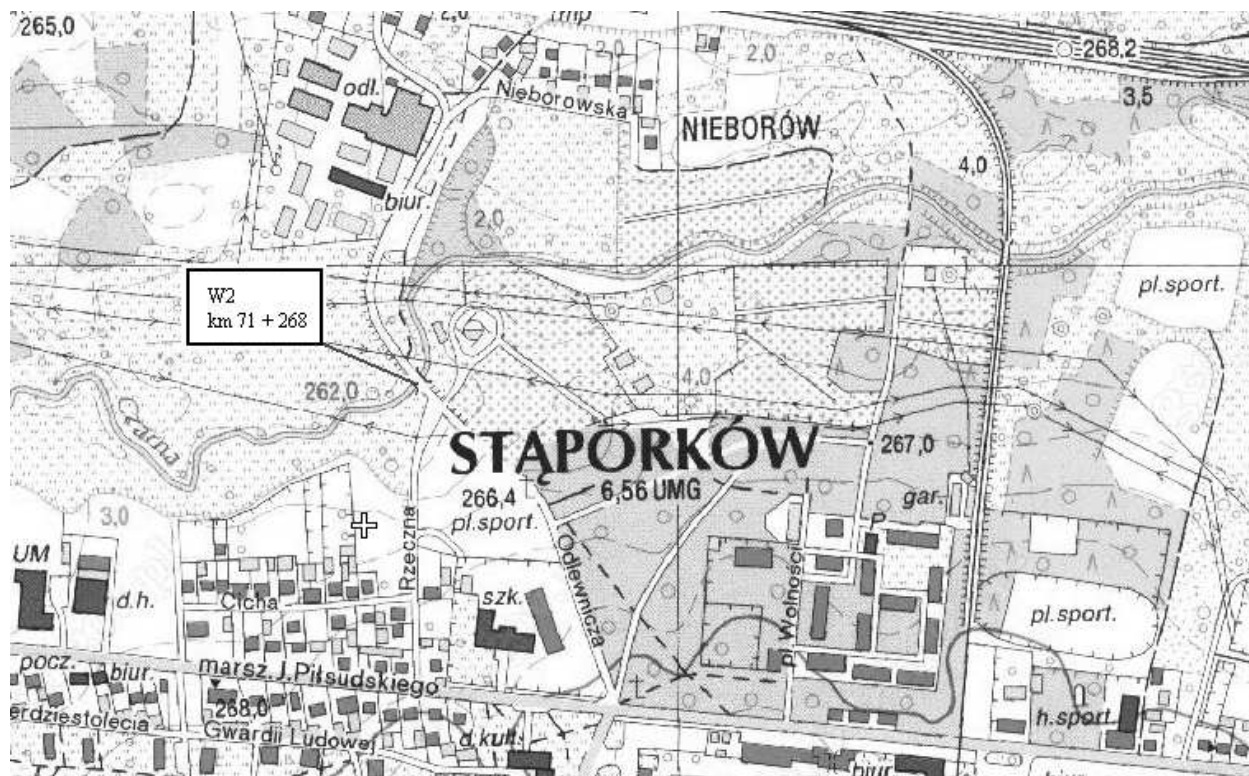 265,0
2,0
rmp
2,0
2,0
268,2
odl.
Nieborowska
3,5
NIEBORÓW
4,0
biur.
2,0
W2
km 71 + 268
pl.sport.
262,0
4,0
Czarna
STĄPORKÓW
267,0
266,4
6,56 UMG
gar.
pl.sport.
3,0
P
UM
Rzeczna
Odlewnicza
Pl. Wolności
d.h.
Cicha
szk.
pl.sport.
pocz.
biur.
marsz.J.Piłsudskiego
268,0
h.sport.
Gwardii Ludowej
d.kult.
biur.